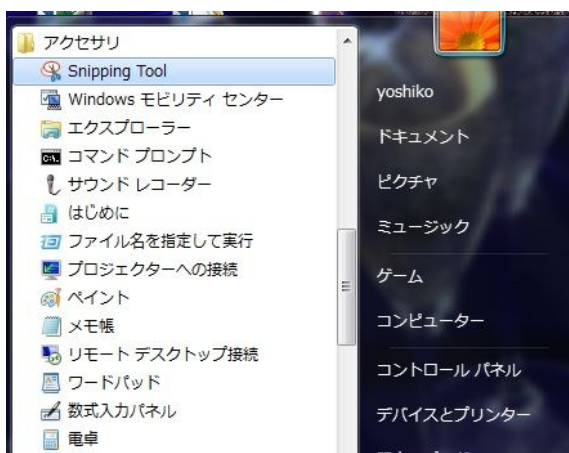 アクセサリ
Snipping Tool
Windows モビリティ センター
エクスプローラー
コマンド プロンプト
サウンド レコーダー
はじめに
ファイル名を指定して実行
プロジェクターへの接続
ペイント
メモ帳
リモート デスクトップ接続
ワードパッド
数式入力パネル
電卓
yoshiko
ドキュメント
ピクチャ
ミュージック
ゲーム
コンピューター
コントロール パネル
デバイスとプリンター